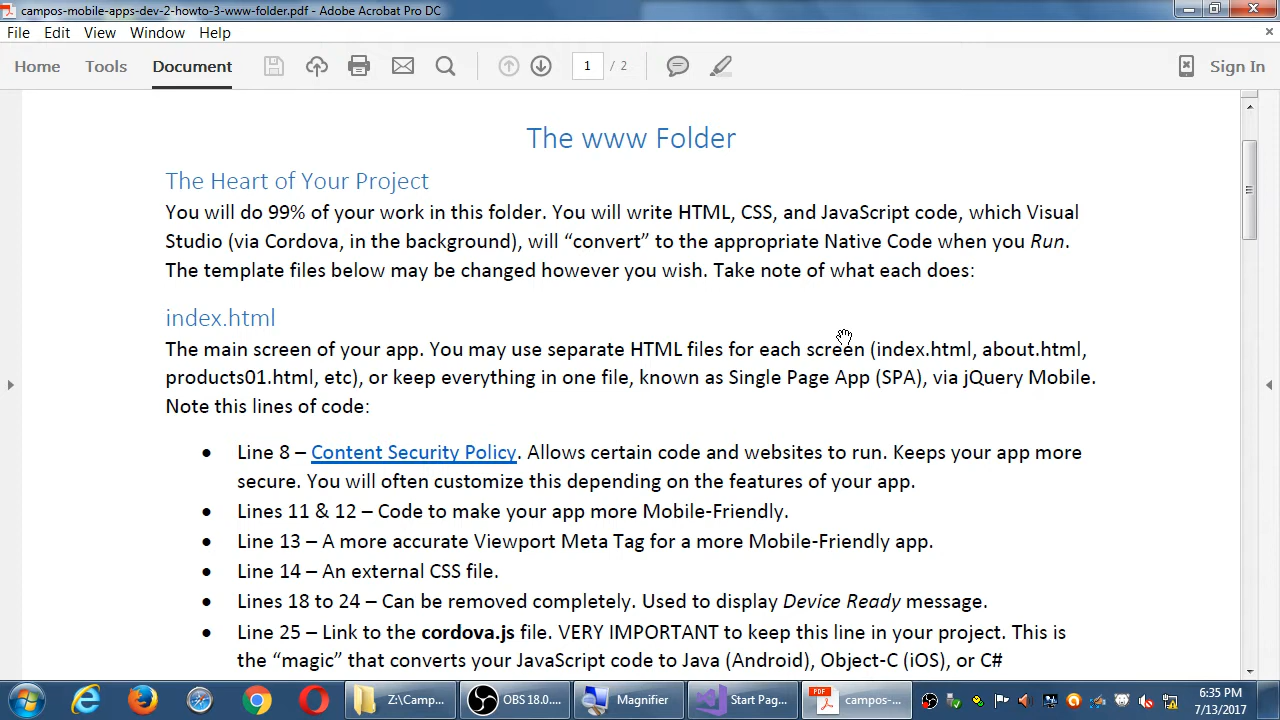 campos-mobile-apps-dev-2-howto-3-www-folder.pdf - Adobe Acrobat Pro DC
File Edit View Window Help
Home Tools Document 1 / 2 Sign In
The www Folder
The Heart of Your Project
You will do 99% of your work in this folder. You will write HTML, CSS, and JavaScript code, which Visual
Studio (via Cordova, in the background), will “convert” to the appropriate Native Code when you Run.
The template files below may be changed however you wish. Take note of what each does:
index.html
The main screen of your app. You may use separate HTML files for each screen (index.html, about.html,
products01.html, etc), or keep everything in one file, known as Single Page App (SPA), via jQuery Mobile.
Note this lines of code:
• Line 8 – Content Security Policy. Allows certain code and websites to run. Keeps your app more
secure. You will often customize this depending on the features of your app.
• Lines 11 & 12 – Code to make your app more Mobile-Friendly.
• Line 13 – A more accurate Viewport Meta Tag for a more Mobile-Friendly app.
• Line 14 – An external CSS file.
• Lines 18 to 24 – Can be removed completely. Used to display Device Ready message.
• Line 25 – Link to the cordova.js file. VERY IMPORTANT to keep this line in your project. This is
the “magic” that converts your JavaScript code to Java (Android), Object-C (iOS), or C#
Z:\Camp... OBS 18.0.... Magnifier Start Pag... PDF campos-... 6:35 PM
7/13/2017